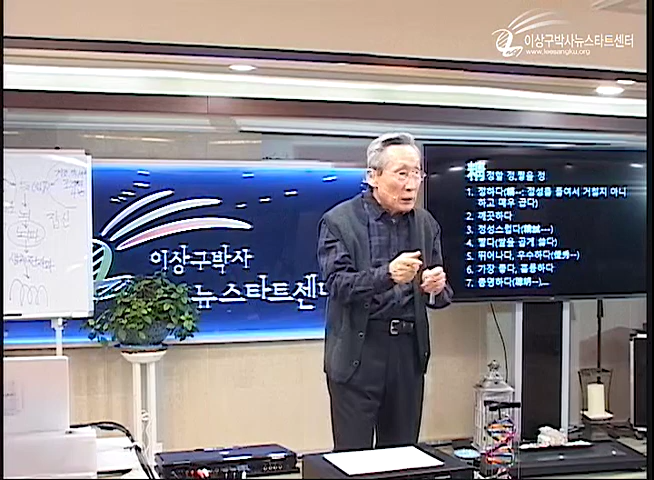 이상구박사뉴스타트센터
www.leesangku.org
이상구박사
뉴스타트센
精 정할 정,찧을 정
1. 정하다(精--: 정성을 들여서 거칠지 아니
하고 매우 곱다)
2. 깨끗하다
3. 정성스럽다(精誠---)
4. 찧다(쌀을 곱게 쓿다)
5. 뛰어나다, 우수하다(優秀--)
6. 가장 좋다, 훌륭하다
7. 총명하다(聰明--)